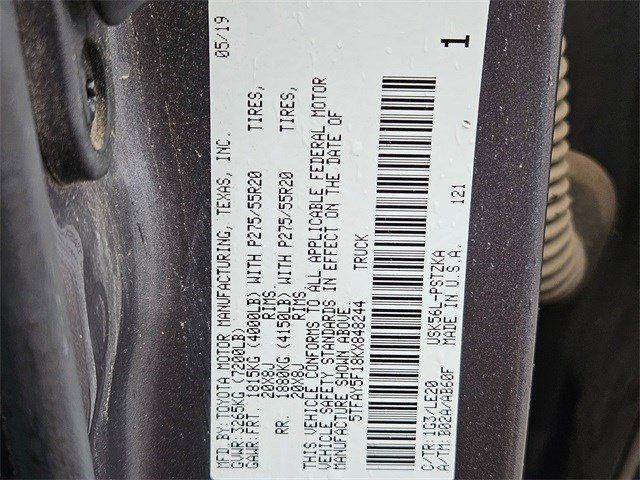 MFD.BY:TOYOTA MOTOR MANUFACTURING, TEXAS, INC. 05/19
GVWR 3265KG (7200LB)
GAWR FRT. 1815KG (4000LB) WITH P275/55R20 TIRES,
20X8J RIMS,
RR. 1880KG (4150LB) WITH P275/55R20 TIRES,
20X8J RIMS,
THIS VEHICLE CONFORMS TO ALL APPLICABLE FEDERAL MOTOR
VEHICLE SAFETY STANDARDS IN EFFECT ON THE DATE OF
MANUFACTURE SHOWN ABOVE.
5TFAY5F18KX848244 TRUCK
C/TR:1G3/LE20 USK56L-PSTZKA 121
A/TM:B02A/AB60F MADE IN U.S.A. 1